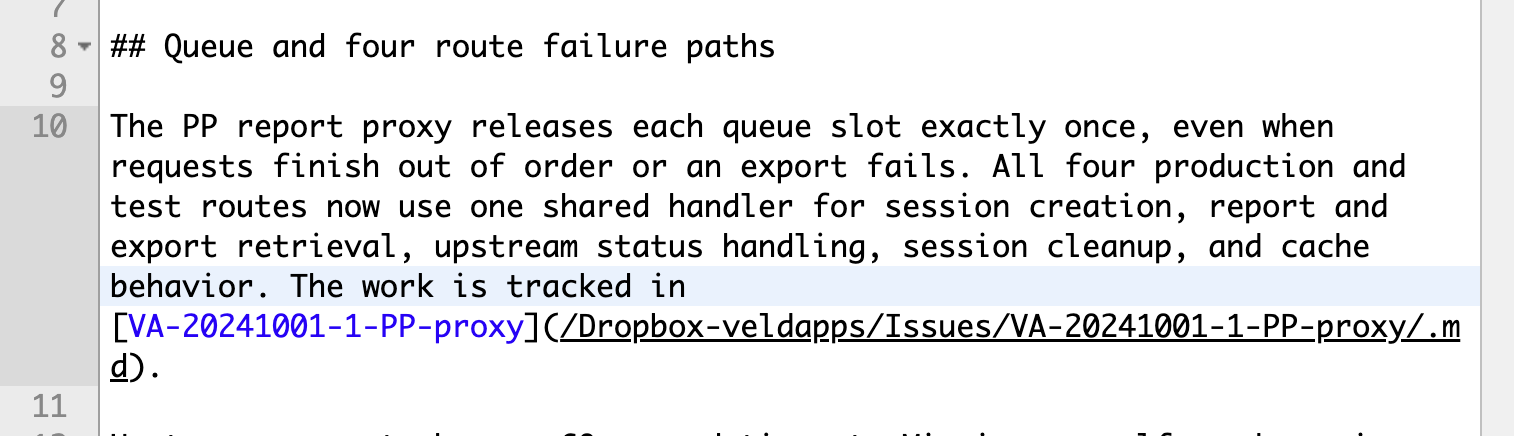 7
8 ## Queue and four route failure paths
9
10 The PP report proxy releases each queue slot exactly once, even when
requests finish out of order or an export fails. All four production and
test routes now use one shared handler for session creation, report and
export retrieval, upstream status handling, session cleanup, and cache
behavior. The work is tracked in
[VA-20241001-1-PP-proxy](/Dropbox-veldapps/Issues/VA-20241001-1-PP-proxy/.m
d).
11